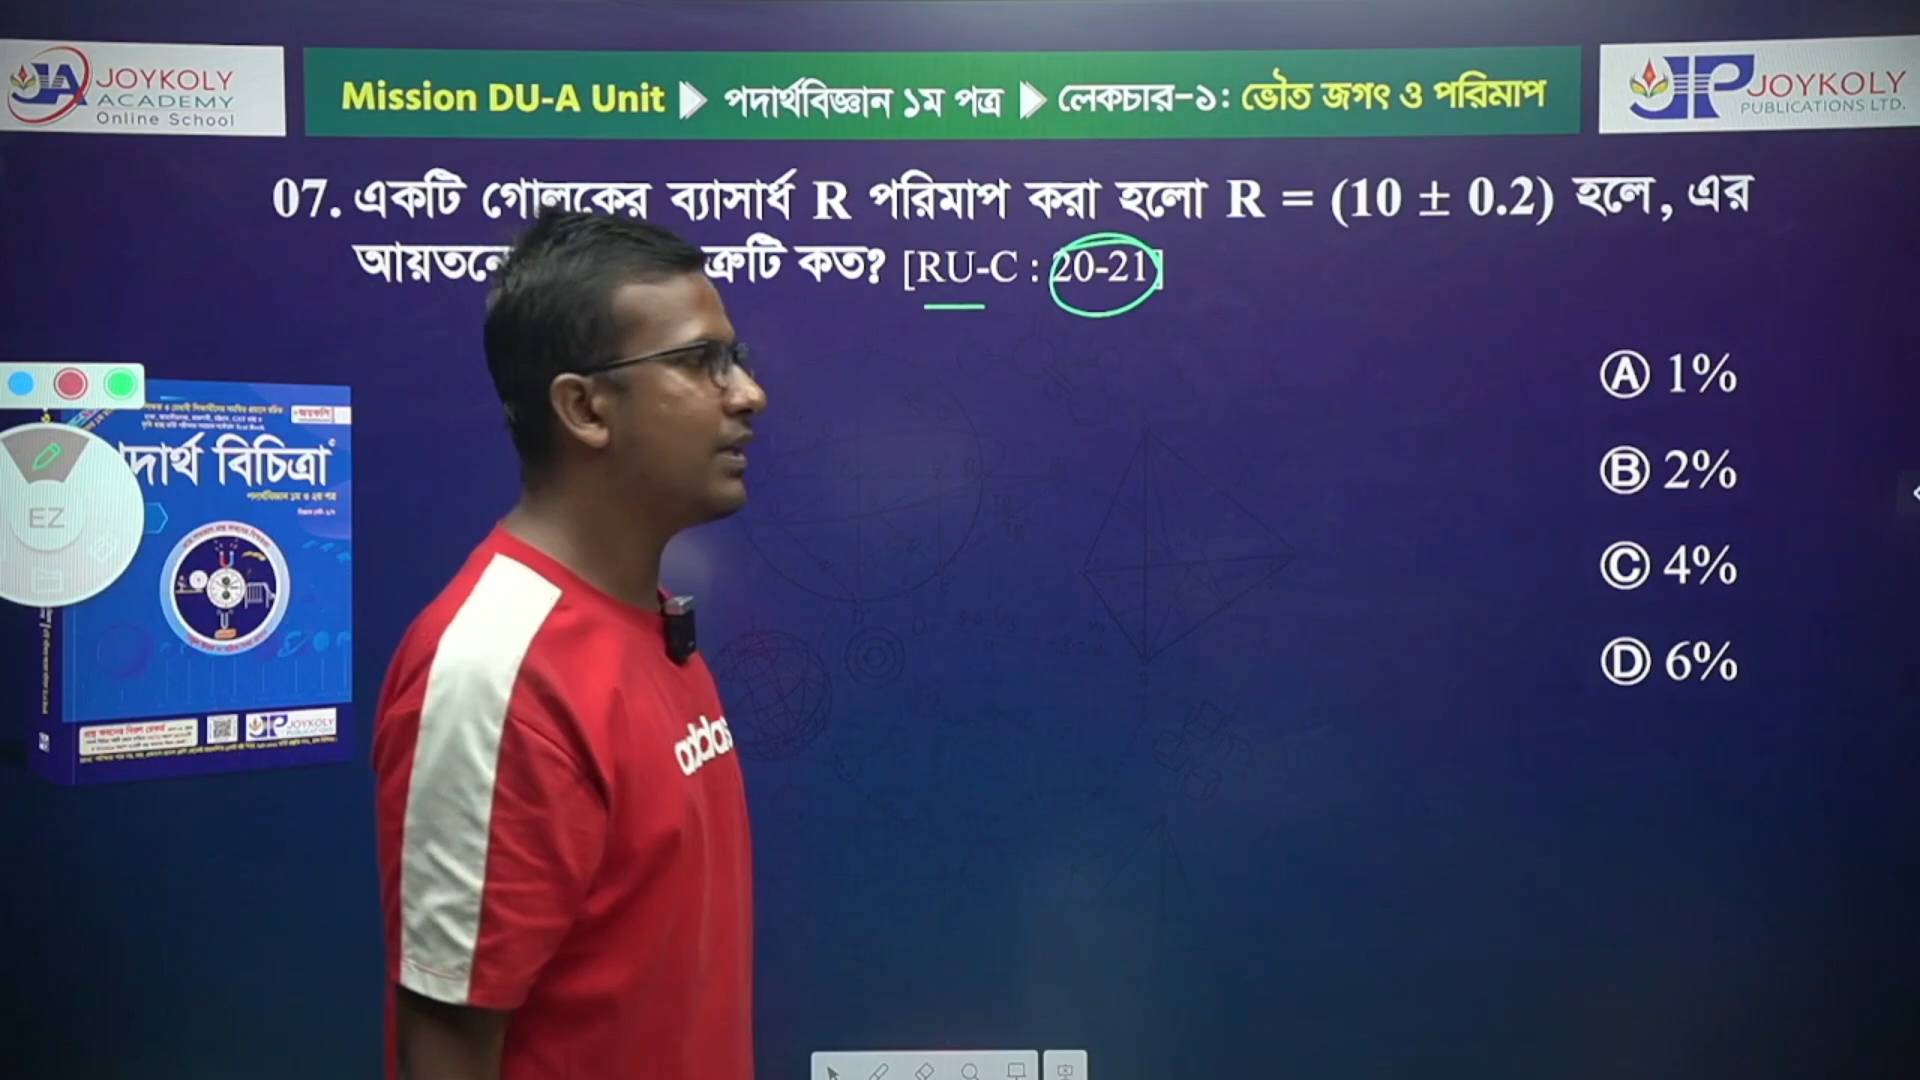 JOYKOLY
ACADEMY
Online School
Mission DU-A Unit পদার্থবিজ্ঞান ১ম পত্র লেকচার-১: ভৌত জগৎ ও পরিমাপ
JOYKOLY
PUBLICATIONS LTD.
07. একটি গোলকের ব্যাসার্ধ R পরিমাপ করা হলো R = (10 ± 0.2) হলে, এর
ত্রুটি কত? [RU-C : 20-21]
A 1%
B 2%
C 4%
D 6%
বিচিত্রা
EZ
JOYKOLY
adidas